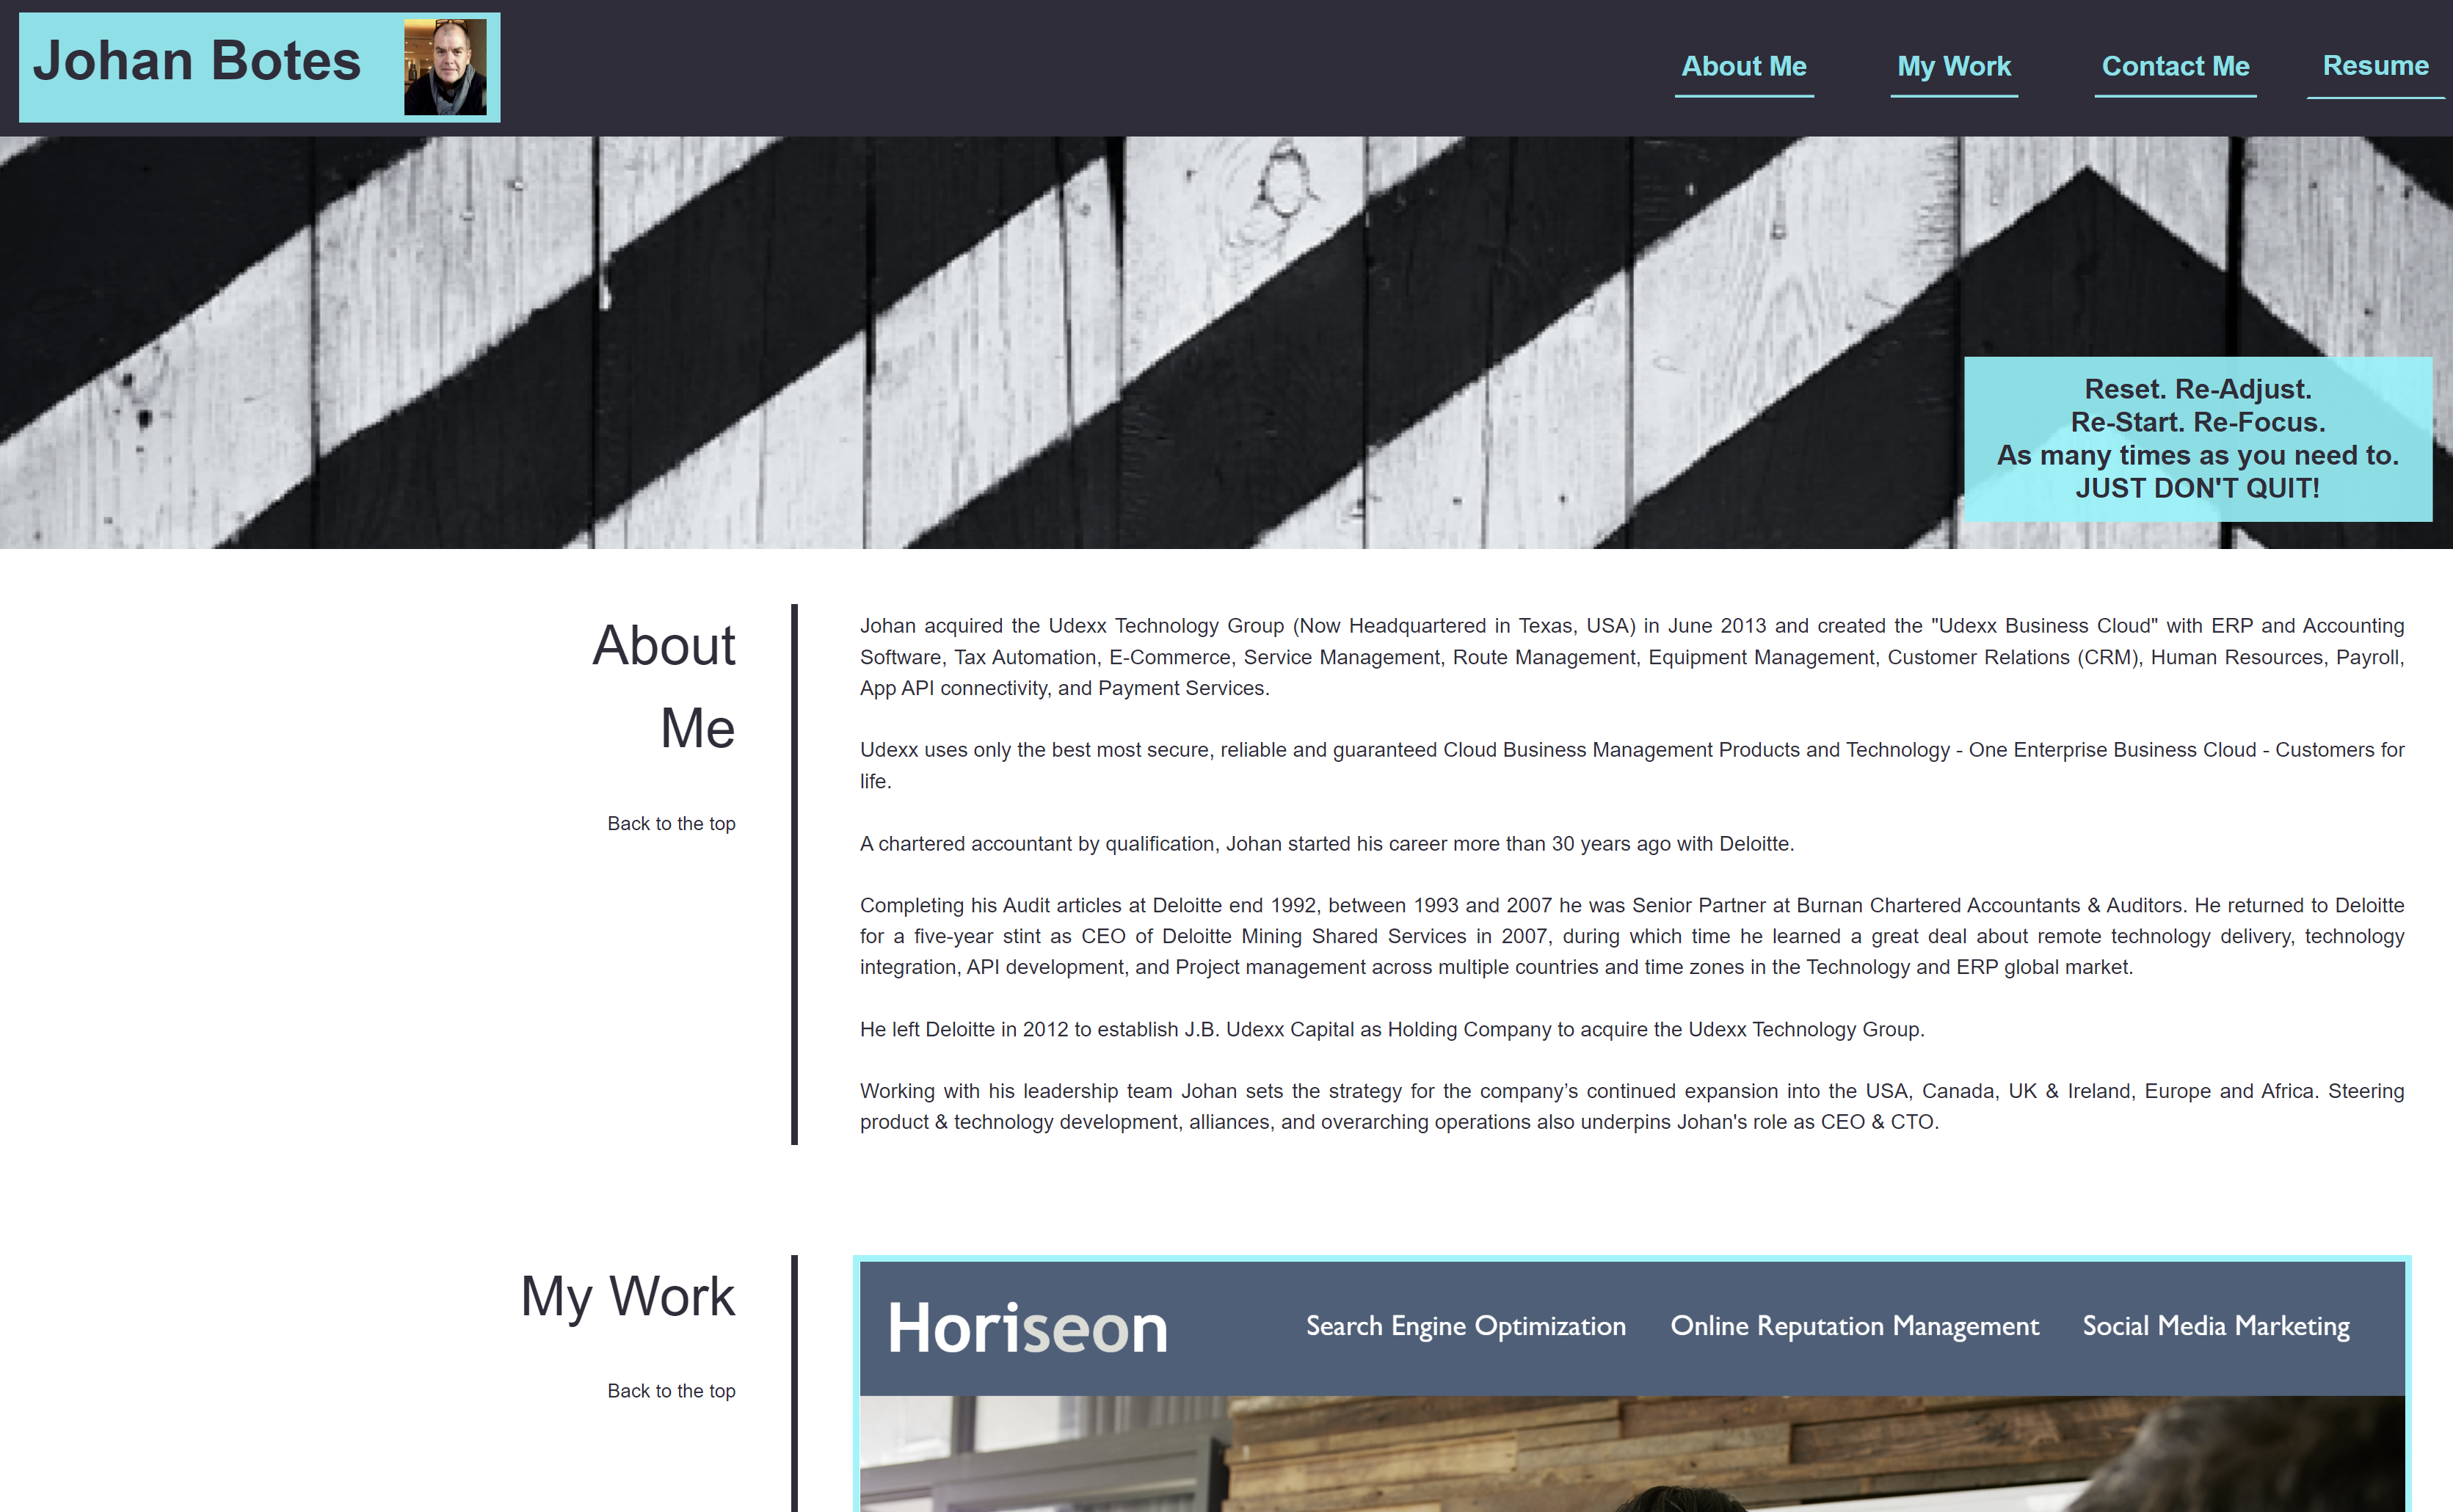 Johan Botes
About Me
My Work
Contact Me
Resume
Reset. Re-Adjust.
Re-Start. Re-Focus.
As many times as you need to.
JUST DON'T QUIT!
About
Me
Back to the top
Johan acquired the Udexx Technology Group (Now Headquartered in Texas, USA) in June 2013 and created the "Udexx Business Cloud" with ERP and Accounting
Software, Tax Automation, E-Commerce, Service Management, Route Management, Equipment Management, Customer Relations (CRM), Human Resources, Payroll,
App API connectivity, and Payment Services.
Udexx uses only the best most secure, reliable and guaranteed Cloud Business Management Products and Technology - One Enterprise Business Cloud - Customers for
life.
A chartered accountant by qualification, Johan started his career more than 30 years ago with Deloitte.
Completing his Audit articles at Deloitte end 1992, between 1993 and 2007 he was Senior Partner at Burnan Chartered Accountants & Auditors. He returned to Deloitte
for a five-year stint as CEO of Deloitte Mining Shared Services in 2007, during which time he learned a great deal about remote technology delivery, technology
integration, API development, and Project management across multiple countries and time zones in the Technology and ERP global market.
He left Deloitte in 2012 to establish J.B. Udexx Capital as Holding Company to acquire the Udexx Technology Group.
Working with his leadership team Johan sets the strategy for the company’s continued expansion into the USA, Canada, UK & Ireland, Europe and Africa. Steering
product & technology development, alliances, and overarching operations also underpins Johan's role as CEO & CTO.
My Work
Back to the top
Horiseon
Search Engine Optimization
Online Reputation Management
Social Media Marketing